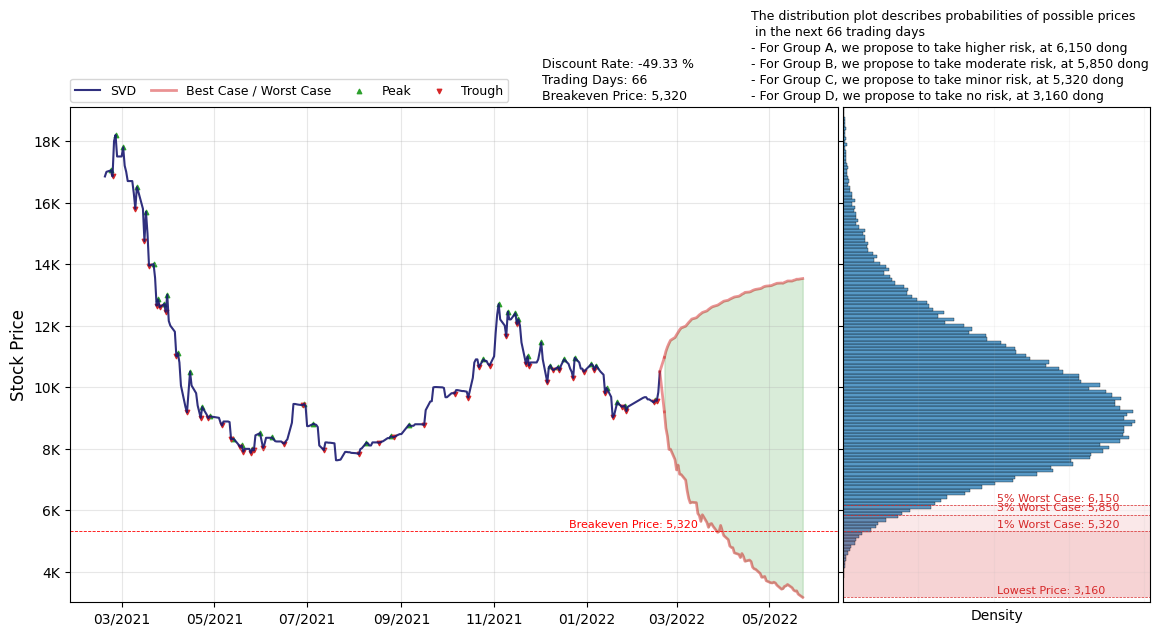 The distribution plot describes probabilities of possible prices
in the next 66 trading days
- For Group A, we propose to take higher risk, at 6,150 dong
- For Group B, we propose to take moderate risk, at 5,850 dong
- For Group C, we propose to take minor risk, at 5,320 dong
- For Group D, we propose to take no risk, at 3,160 dong
Discount Rate: -49.33 %
Trading Days: 66
Breakeven Price: 5,320
SVD Best Case / Worst Case Peak Trough
Stock Price
18K
16K
14K
12K
10K
8K
6K
4K
Breakeven Price: 5,320
5% Worst Case: 6,150
3% Worst Case: 5,850
1% Worst Case: 5,320
Lowest Price: 3,160
03/2021 05/2021 07/2021 09/2021 11/2021 01/2022 03/2022 05/2022
Density